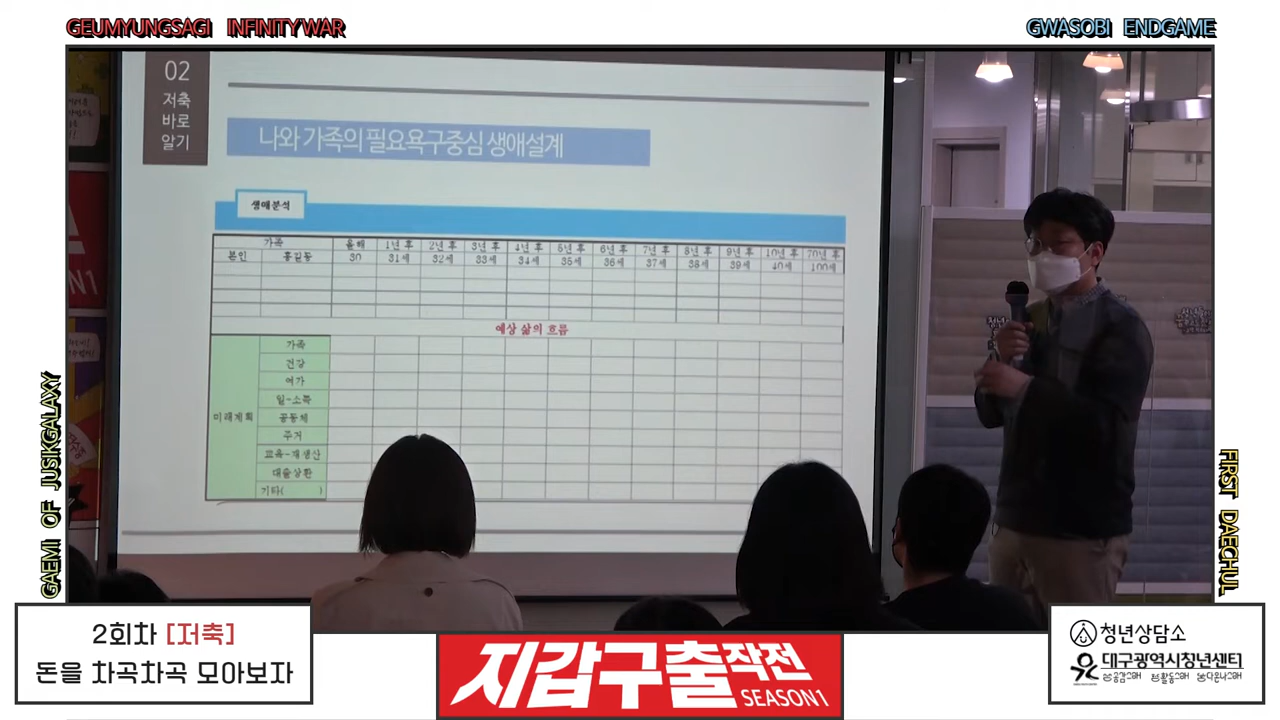 GEUMYUNGSAGI INFINITY WAR
GWASOBI ENDGAME
02
저축
바로
알기
나와 가족의 필요욕구중심 생애설계
생애분석
가족 올해 1년 후 2년 후 3년 후 4년 후 5년 후 6년 후 7년 후 8년 후 9년 후 10년 후 70년 후
본인 홍길동 30 31세 32세 33세 34세 35세 36세 37세 38세 39세 40세 100세
예상 삶의 흐름
미래계획
가족
건강
여가
일-소득
공동체
주거
교육-재생산
대출상환
기타( )
GAEMI OF JUSIKGALAXY
FIRST DAECHUL
2회차 [저축]
돈을 차곡차곡 모아보자
지갑구출작전
SEASON1
청년상담소
대구광역시청년센터